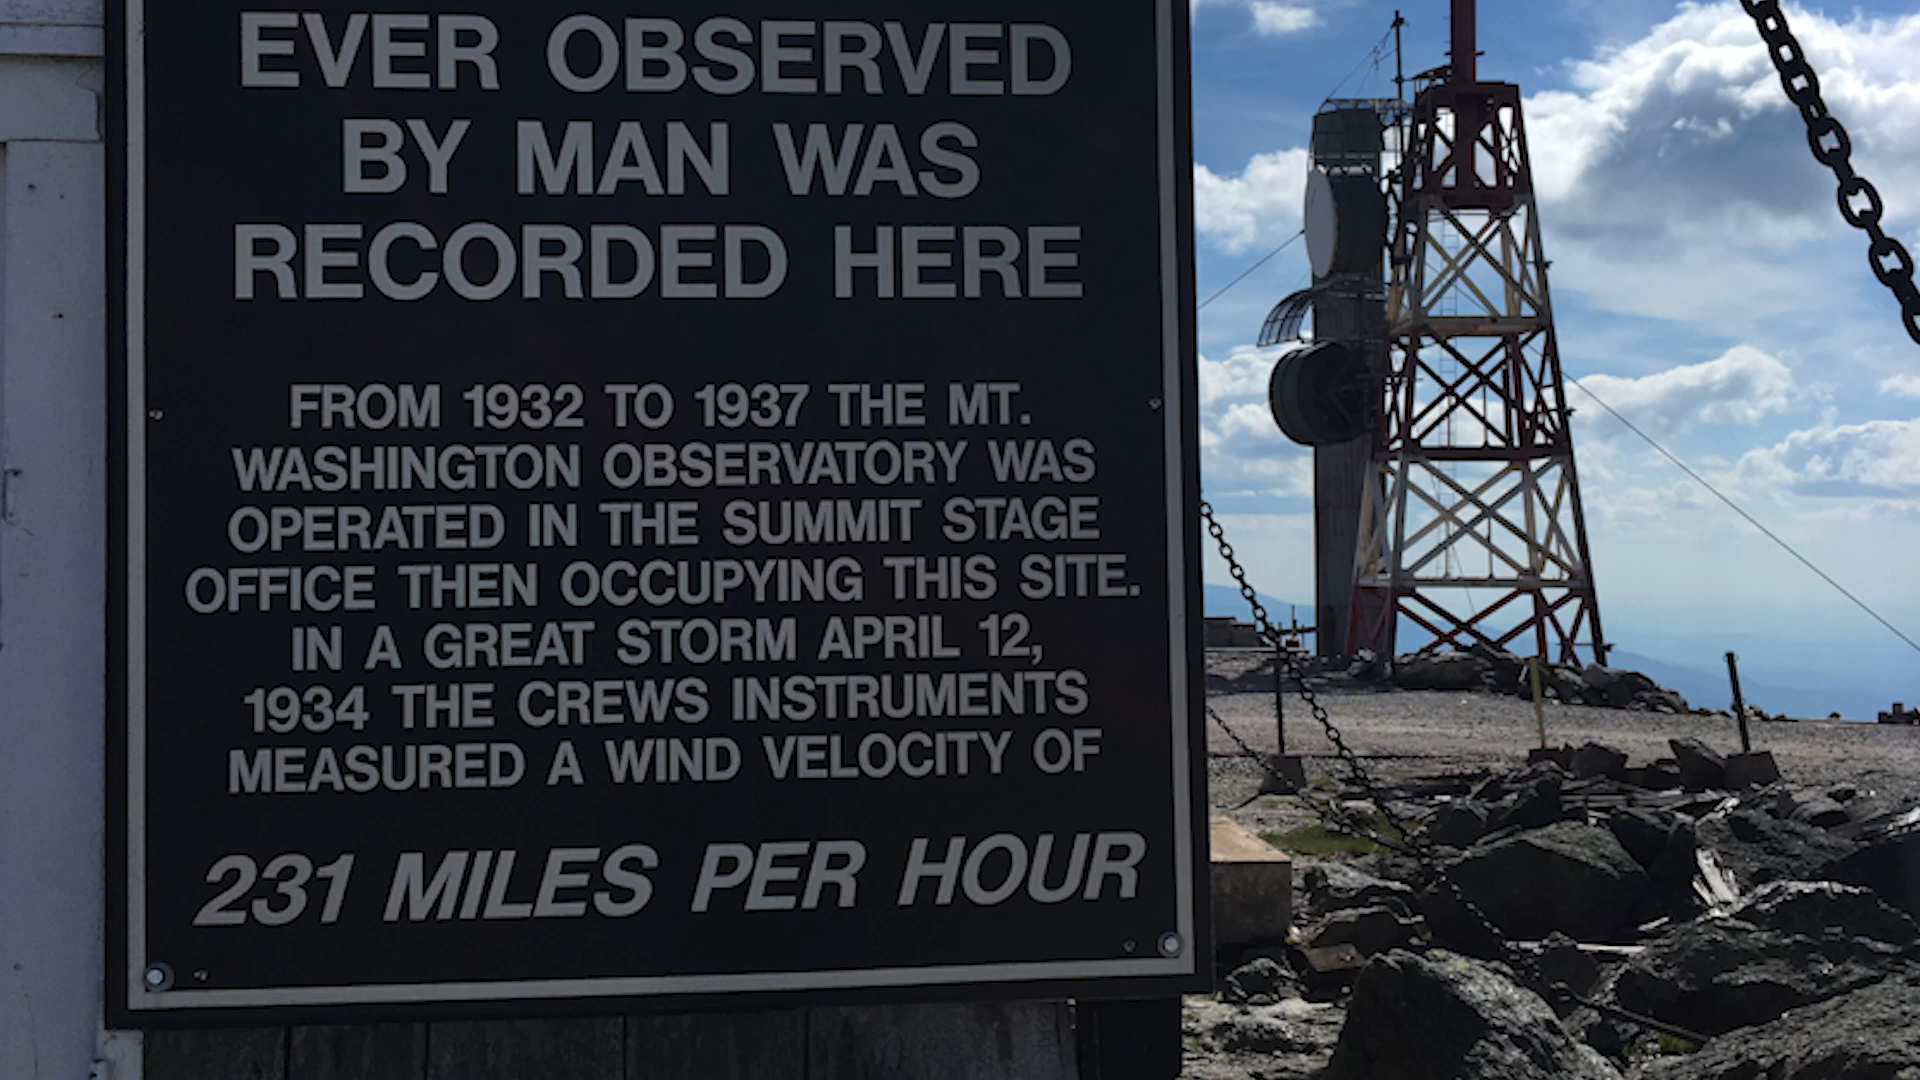 EVER OBSERVED
BY MAN WAS
RECORDED HERE
FROM 1932 TO 1937 THE MT.
WASHINGTON OBSERVATORY WAS
OPERATED IN THE SUMMIT STAGE
OFFICE THEN OCCUPYING THIS SITE.
IN A GREAT STORM APRIL 12,
1934 THE CREWS INSTRUMENTS
MEASURED A WIND VELOCITY OF
231 MILES PER HOUR